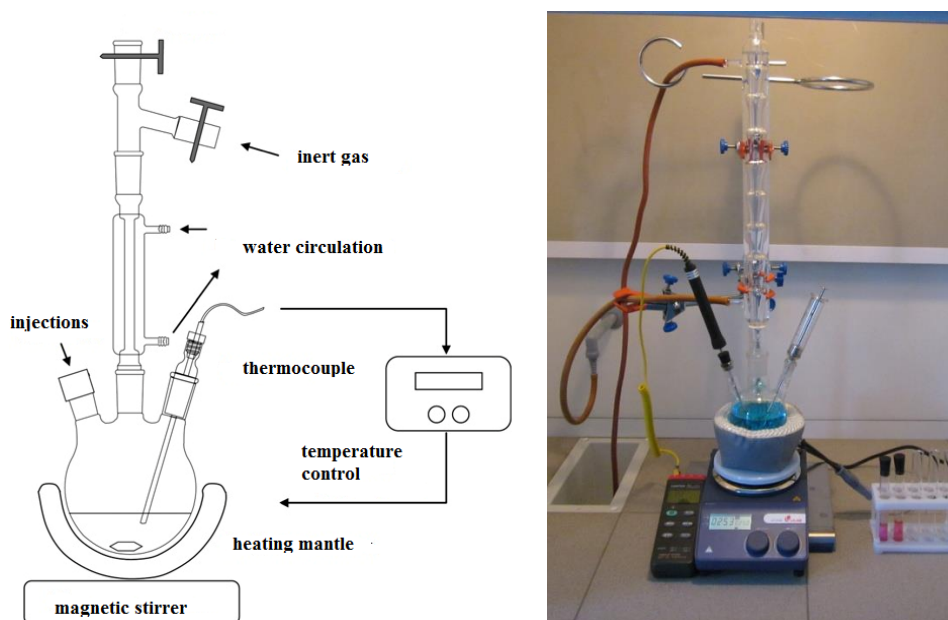 inert gas
water circulation
injections
thermocouple
temperature
control
heating mantle
magnetic stirrer